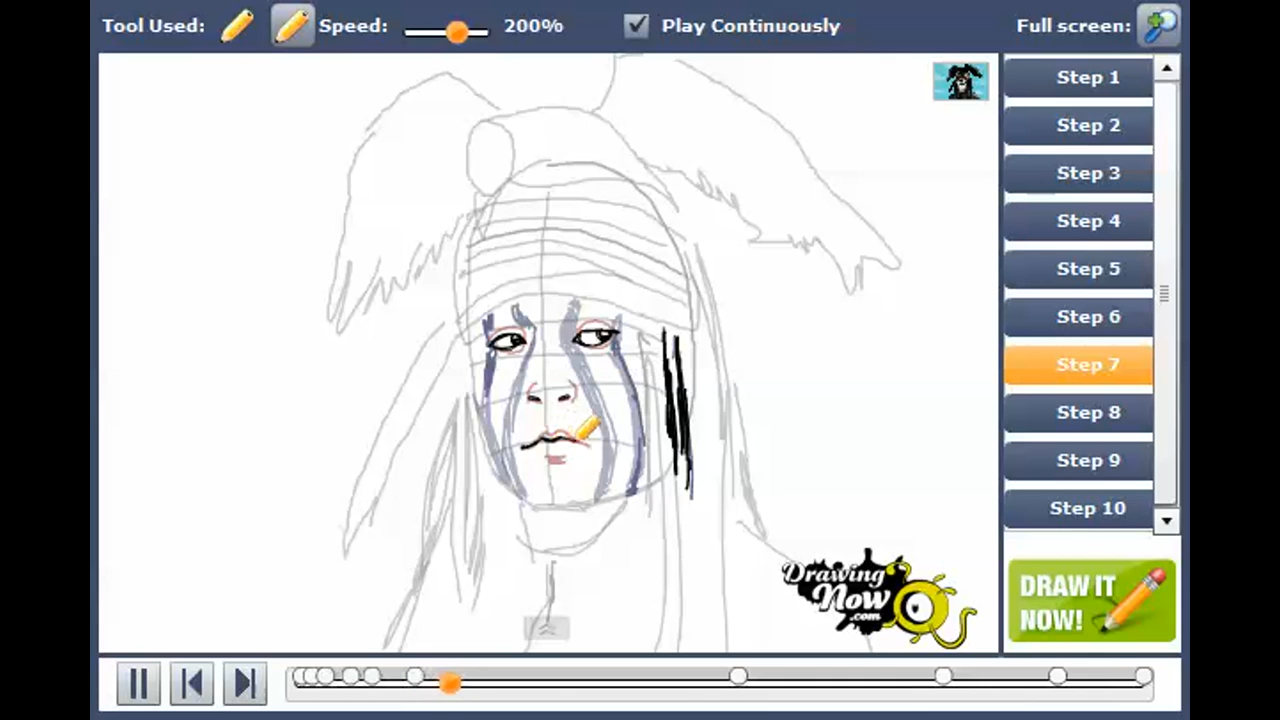 Tool Used: Speed: 200% Play Continuously Full screen:
Step 1
Step 2
Step 3
Step 4
Step 5
Step 6
Step 7
Step 8
Step 9
Step 10
Drawing
Now
.com
DRAW IT
NOW!